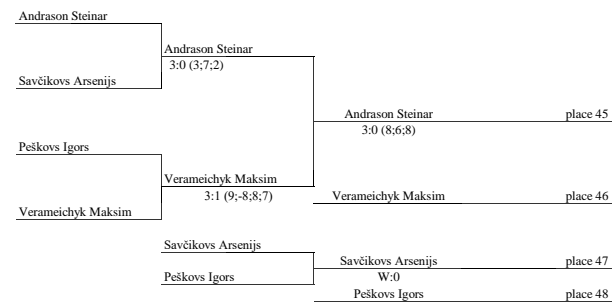 Andrason Steinar
Andrason Steinar
3:0 (3;7;2)
Savčikovs Arsenijs
Andrason Steinar place 45
3:0 (8;6;8)
Peškovs Igors
Verameichyk Maksim
3:1 (9;-8;8;7)
Verameichyk Maksim place 46
Verameichyk Maksim
Savčikovs Arsenijs
Savčikovs Arsenijs place 47
Peškovs Igors
W:0
Peškovs Igors place 48